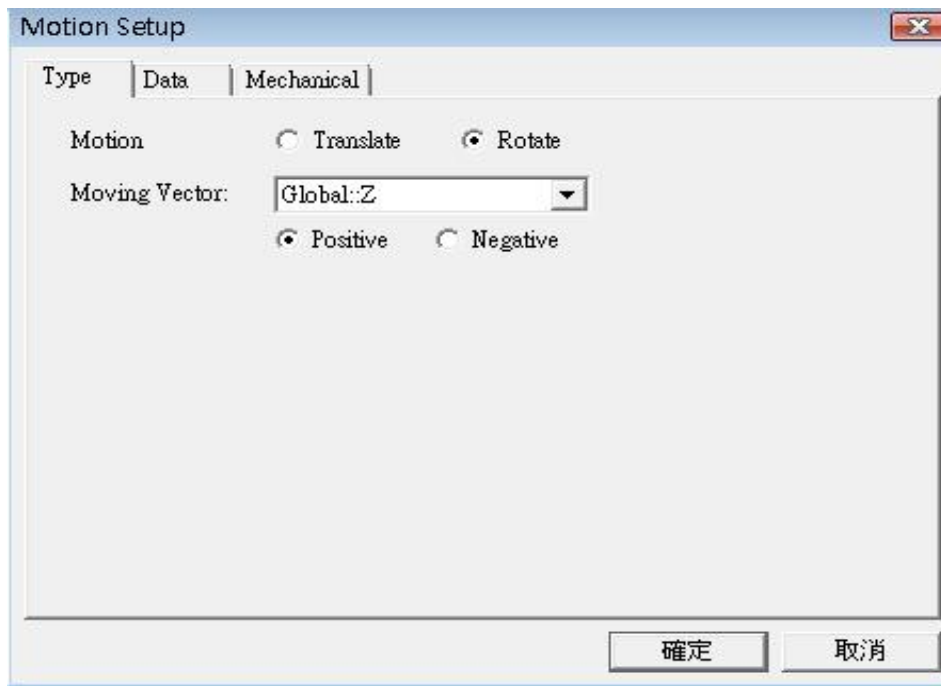 Motion Setup
Type Data Mechanical
Motion Translate Rotate
Moving Vector: Global::Z
Positive Negative
確定 取消